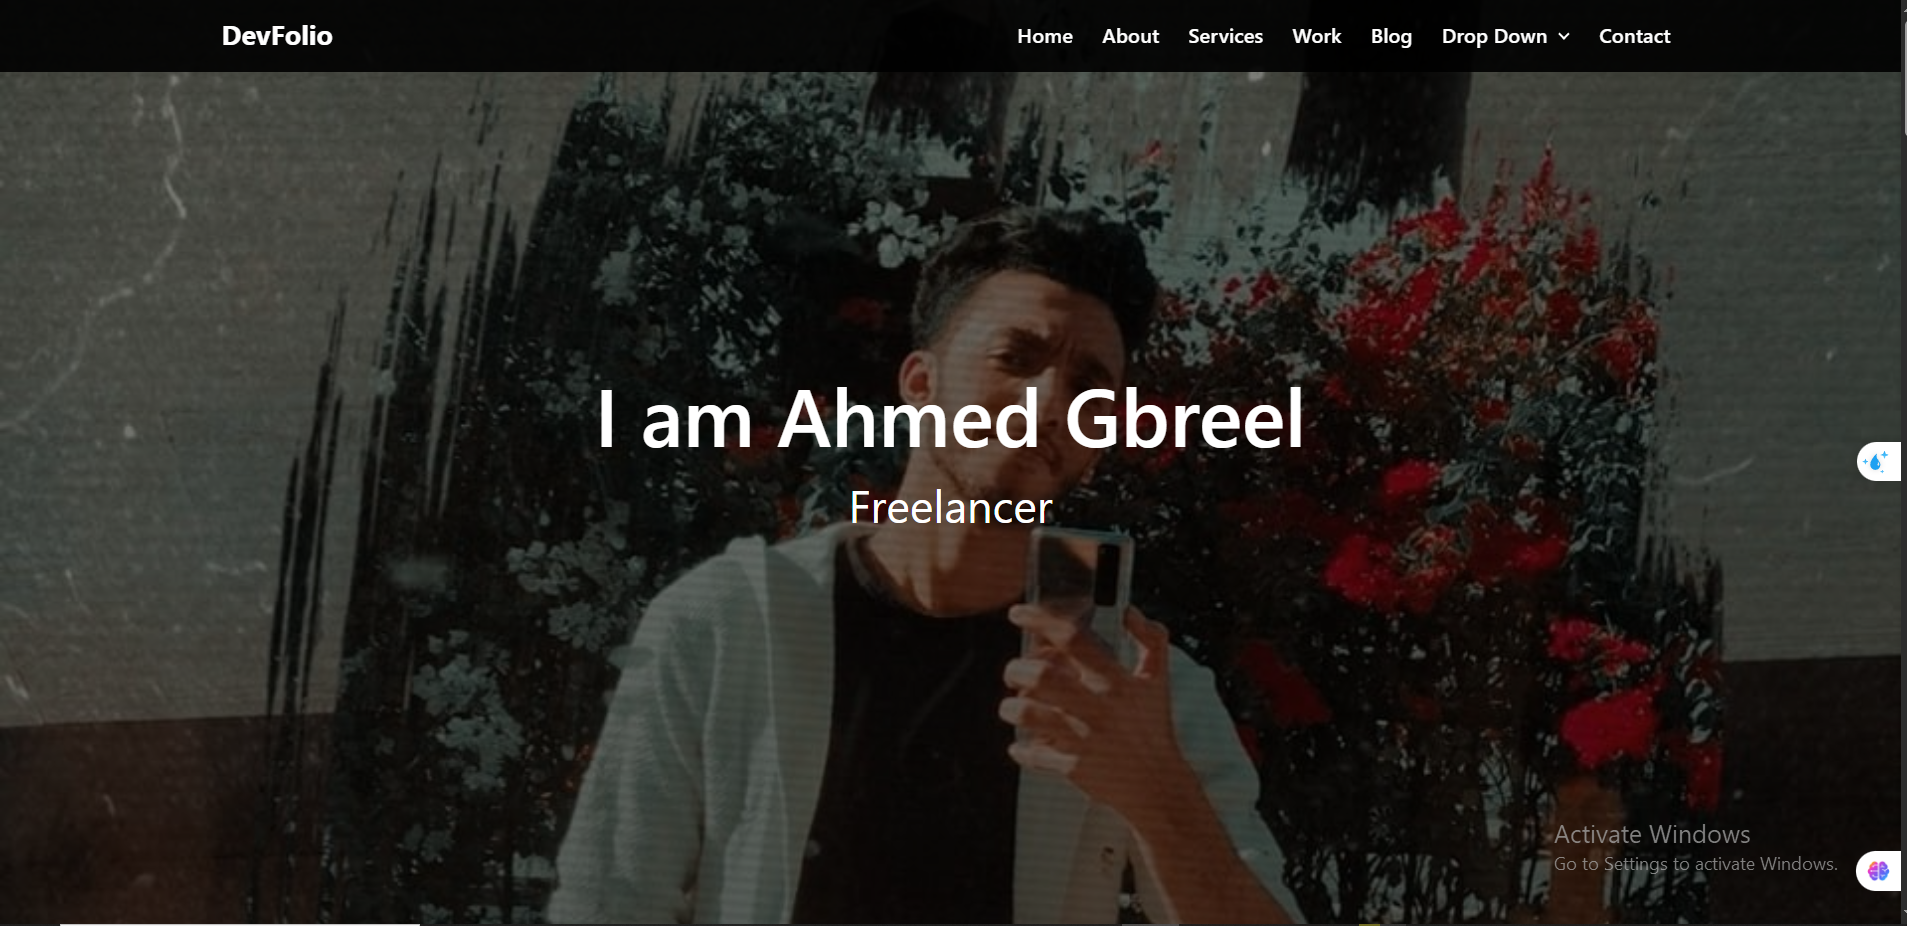 DevFolio
Home About Services Work Blog Drop Down Contact
I am Ahmed Gbreel
Freelancer
Activate Windows
Go to Settings to activate Windows.